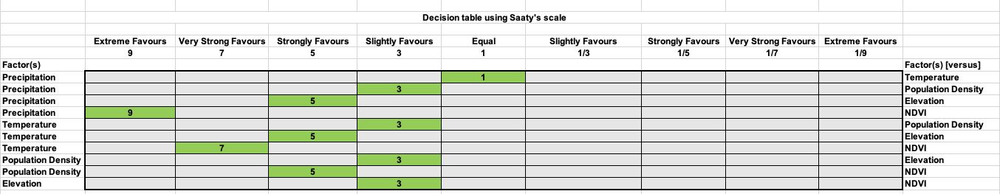 Decision table using Saaty's scale
Extreme Favours Very Strong Favours Strongly Favours Slightly Favours Equal Slightly Favours Strongly Favours Very Strong Favours Extreme Favours
9 7 5 3 1 1/3 1/5 1/7 1/9
Factor(s) Factor(s) [versus]
Precipitation 1 Temperature
Precipitation 3 Population Density
Precipitation 5 Elevation
Precipitation 9 NDVI
Temperature 3 Population Density
Temperature 5 Elevation
Temperature 7 NDVI
Population Density 3 Elevation
Population Density 5 NDVI
Elevation 3 NDVI